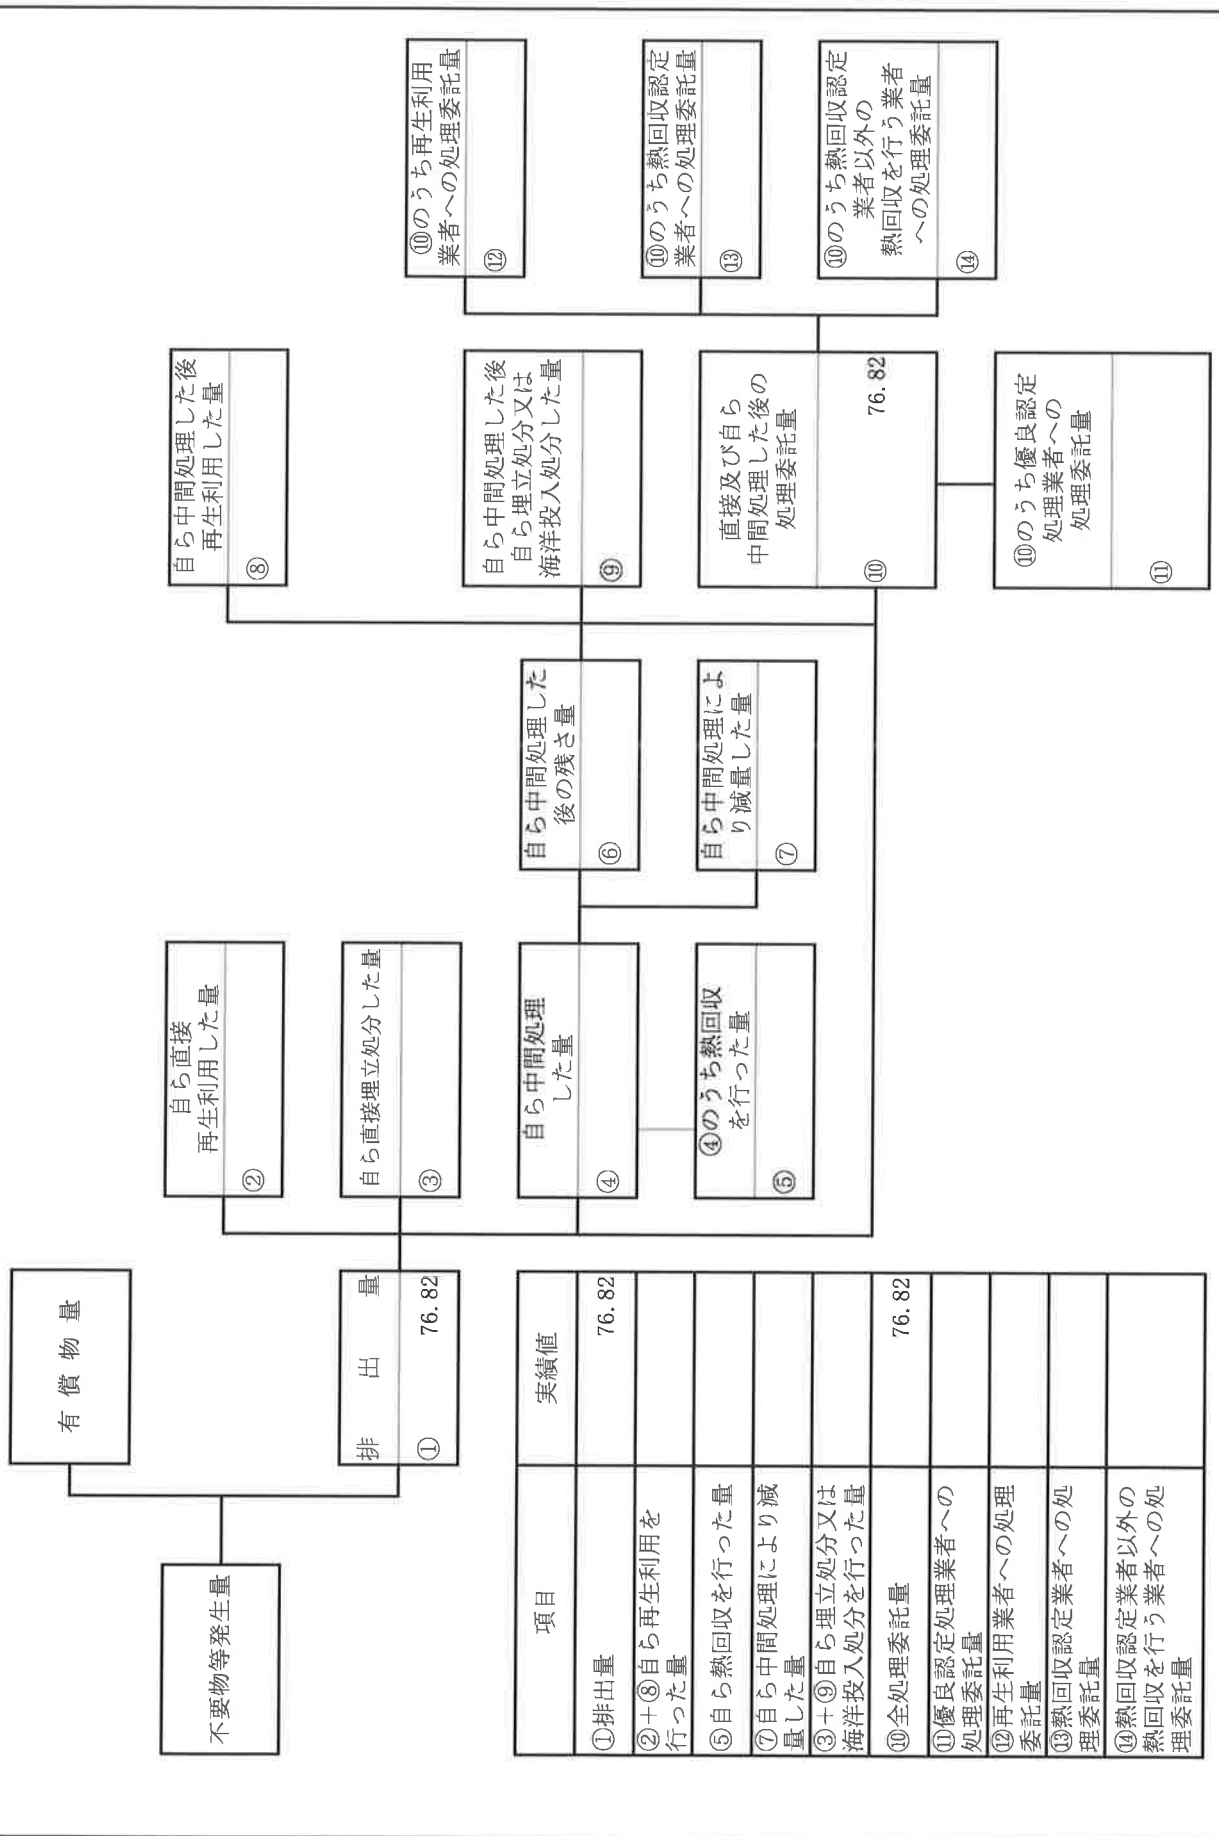 有償物量
不要物等発生量
排出量
①
76.82
自ら直接
再生利用した量
②
自ら直接埋立処分した量
③
自ら中間処理
した量
④
④のうち熱回収
を行った量
⑤
自ら中間処理した
後の残さ量
⑥
自ら中間処理によ
り減量した量
⑦
自ら中間処理した後
再生利用した量
⑧
自ら中間処理した後
自ら埋立処分又は
海洋投入処分した量
⑨
直接及び自ら
中間処理した後の
処理委託量
⑩
76.82
⑩のうち優良認定
処理業者への
処理委託量
⑪
⑩のうち再生利用
業者への処理委託量
⑫
⑩のうち熱回収認定
業者への処理委託量
⑬
⑩のうち熱回収認定
業者以外の
熱回収を行う業者
への処理委託量
⑭
項目
実績値
①排出量
76.82
②+⑧自ら再生利用を
行った量
⑤自ら熱回収を行った量
⑦自ら中間処理により減
量した量
③+⑨自ら埋立処分又は
海洋投入処分を行った量
⑩全処理委託量
76.82
⑪優良認定処理業者への
処理委託量
⑫再生利用業者への処理
委託量
⑬熱回収認定業者への処
理委託量
⑭熱回収認定業者以外の
熱回収を行う業者への処
理委託量